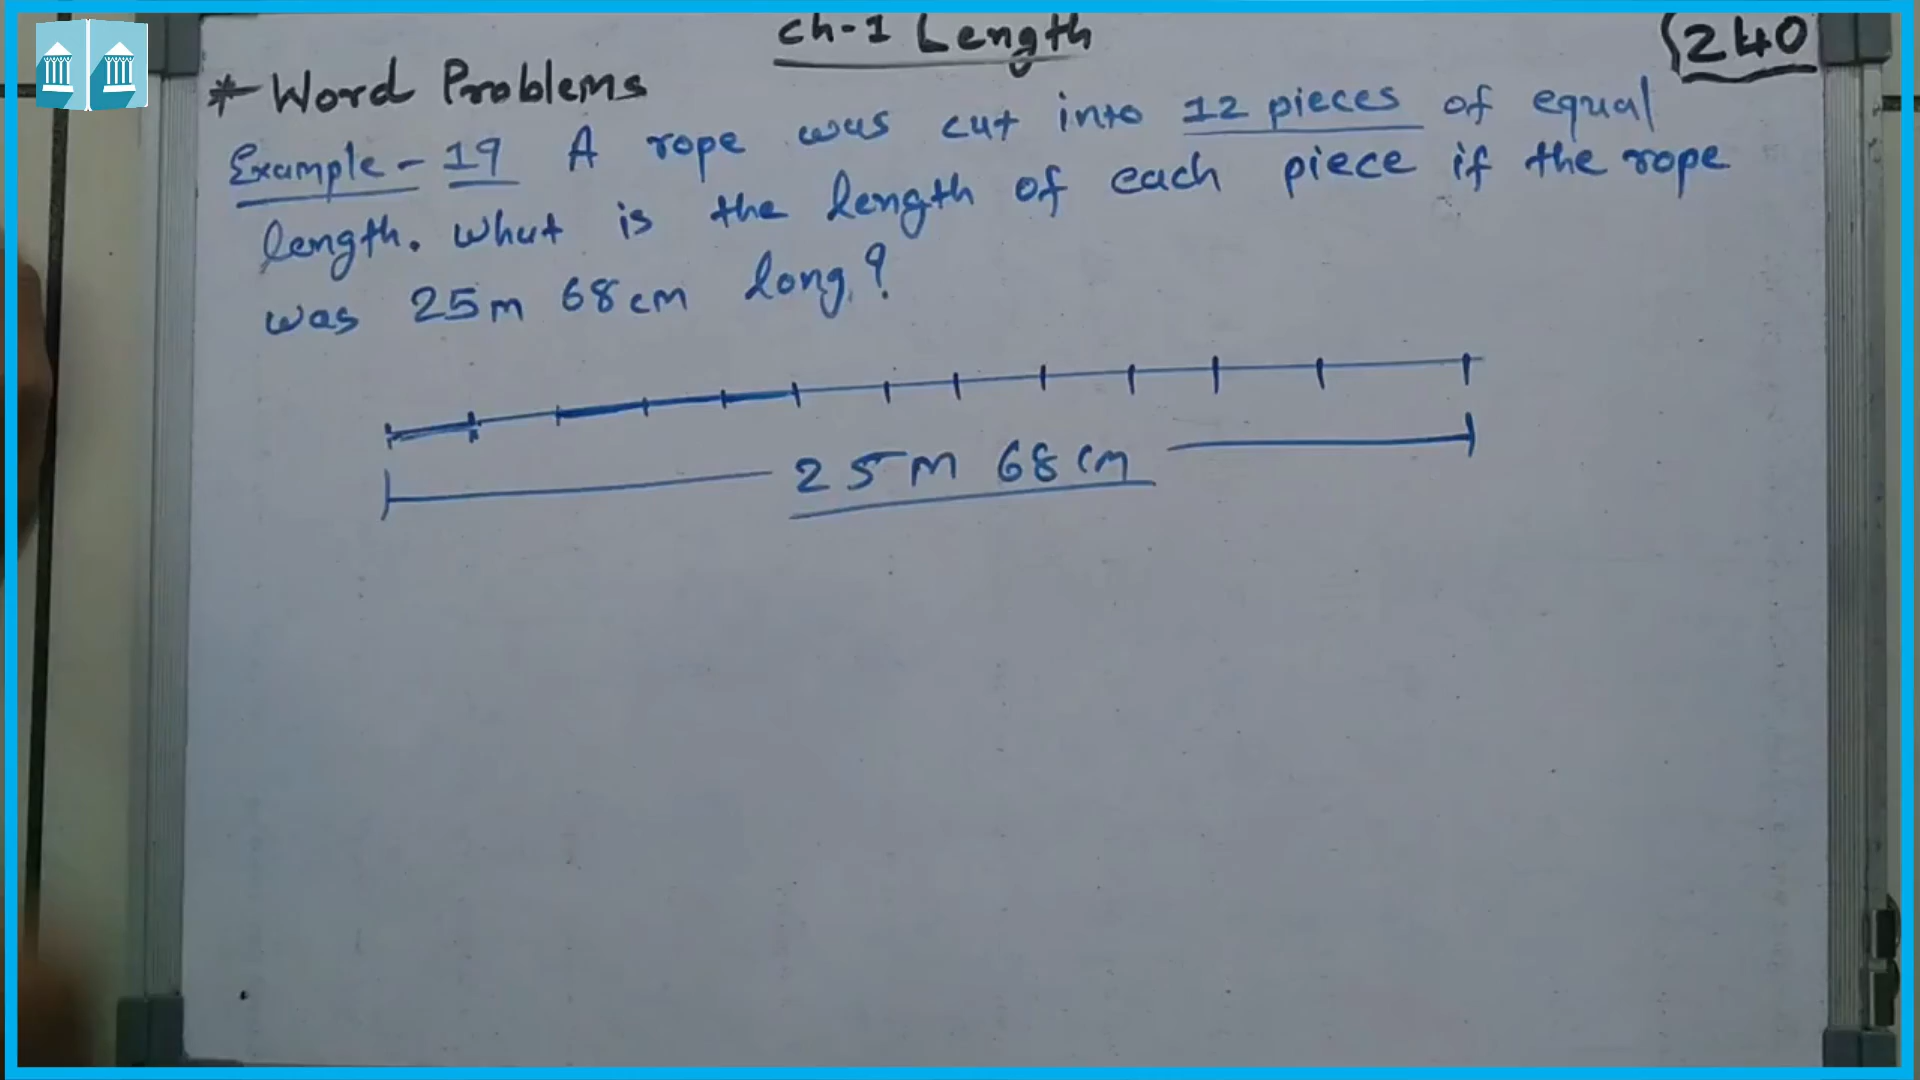 ch-1 Length
240
* Word Problems
Example - 19 A rope was cut into 12 pieces of equal
length. What is the length of each piece if the rope
was 25m 68cm long?
25m 68cm